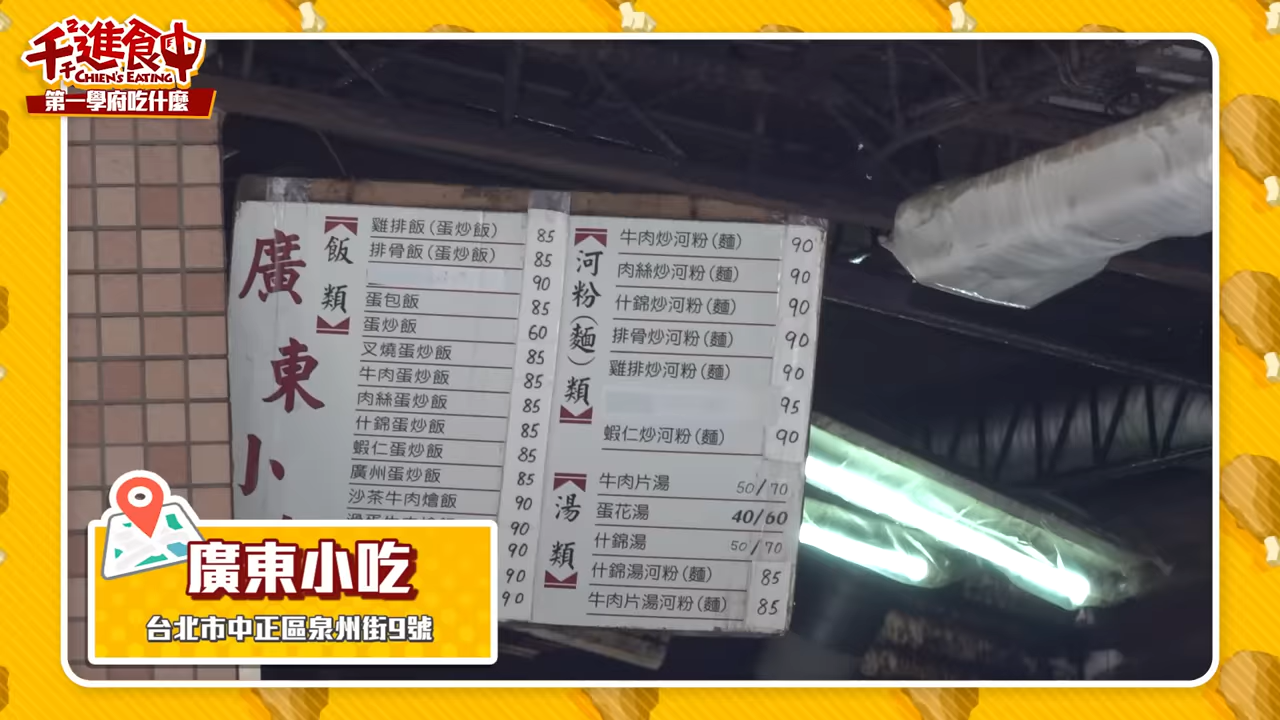 千千進食中
CHIEN'S EATING
第一學府吃什麼
廣東小
飯類
雞排飯(蛋炒飯) 85
排骨飯(蛋炒飯) 85
90
蛋包飯 85
蛋炒飯 60
叉燒蛋炒飯 85
牛肉蛋炒飯 85
肉絲蛋炒飯 85
什錦蛋炒飯 85
蝦仁蛋炒飯 85
廣州蛋炒飯 85
沙茶牛肉燴飯 90
90
90
90
90
河粉(麵)類
牛肉炒河粉(麵) 90
肉絲炒河粉(麵) 90
什錦炒河粉(麵) 90
排骨炒河粉(麵) 90
雞排炒河粉(麵) 90
95
蝦仁炒河粉(麵) 90
湯類
牛肉片湯 50/70
蛋花湯 40/60
什錦湯 50/70
什錦湯河粉(麵) 85
牛肉片湯河粉(麵) 85
廣東小吃
台北市中正區泉州街9號